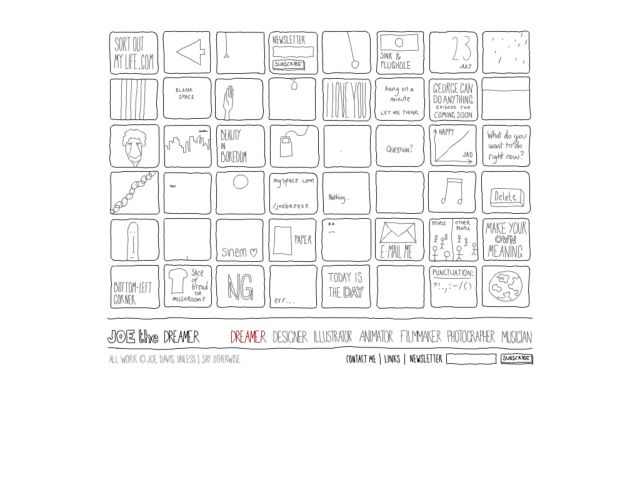 SORT OUT
MY LIFE.COM
NEWSLETTER
SUBSCRIBE
SINK &
PLUGHOLE
23
JULY
BLANK
SPACE
I LOVE YOU
hang on a
minute
LET ME THINK
GEORGE CAN
DO ANYTHING
EPISODE TWO
COMING SOON
BEAUTY
IN
BOREDOM
QUESTION?
HAPPY
SAD
What do you
want to do
right now?
myspace.com
/joebeeeee
Nothing..
Delete
sinem
PAPER
E-MAIL ME
PEOPLE
OTHER
PEOPLE
MAKE YOUR
OWN
MEANING
BOTTOM-LEFT
CORNER
SLICE
of
bread
OR
MUSHROOM?
NG
err...
TODAY IS
THE DAY
PUNCTUATION:
?!.,:-/()
JOE the DREAMER
DREAMER DESIGNER ILLUSTRATOR ANIMATOR FILMMAKER PHOTOGRAPHER MUSICIAN
ALL WORK © JOE DAVIS, UNLESS I SAY OTHERWISE.
CONTACT ME | LINKS | NEWSLETTER SUBSCRIBE